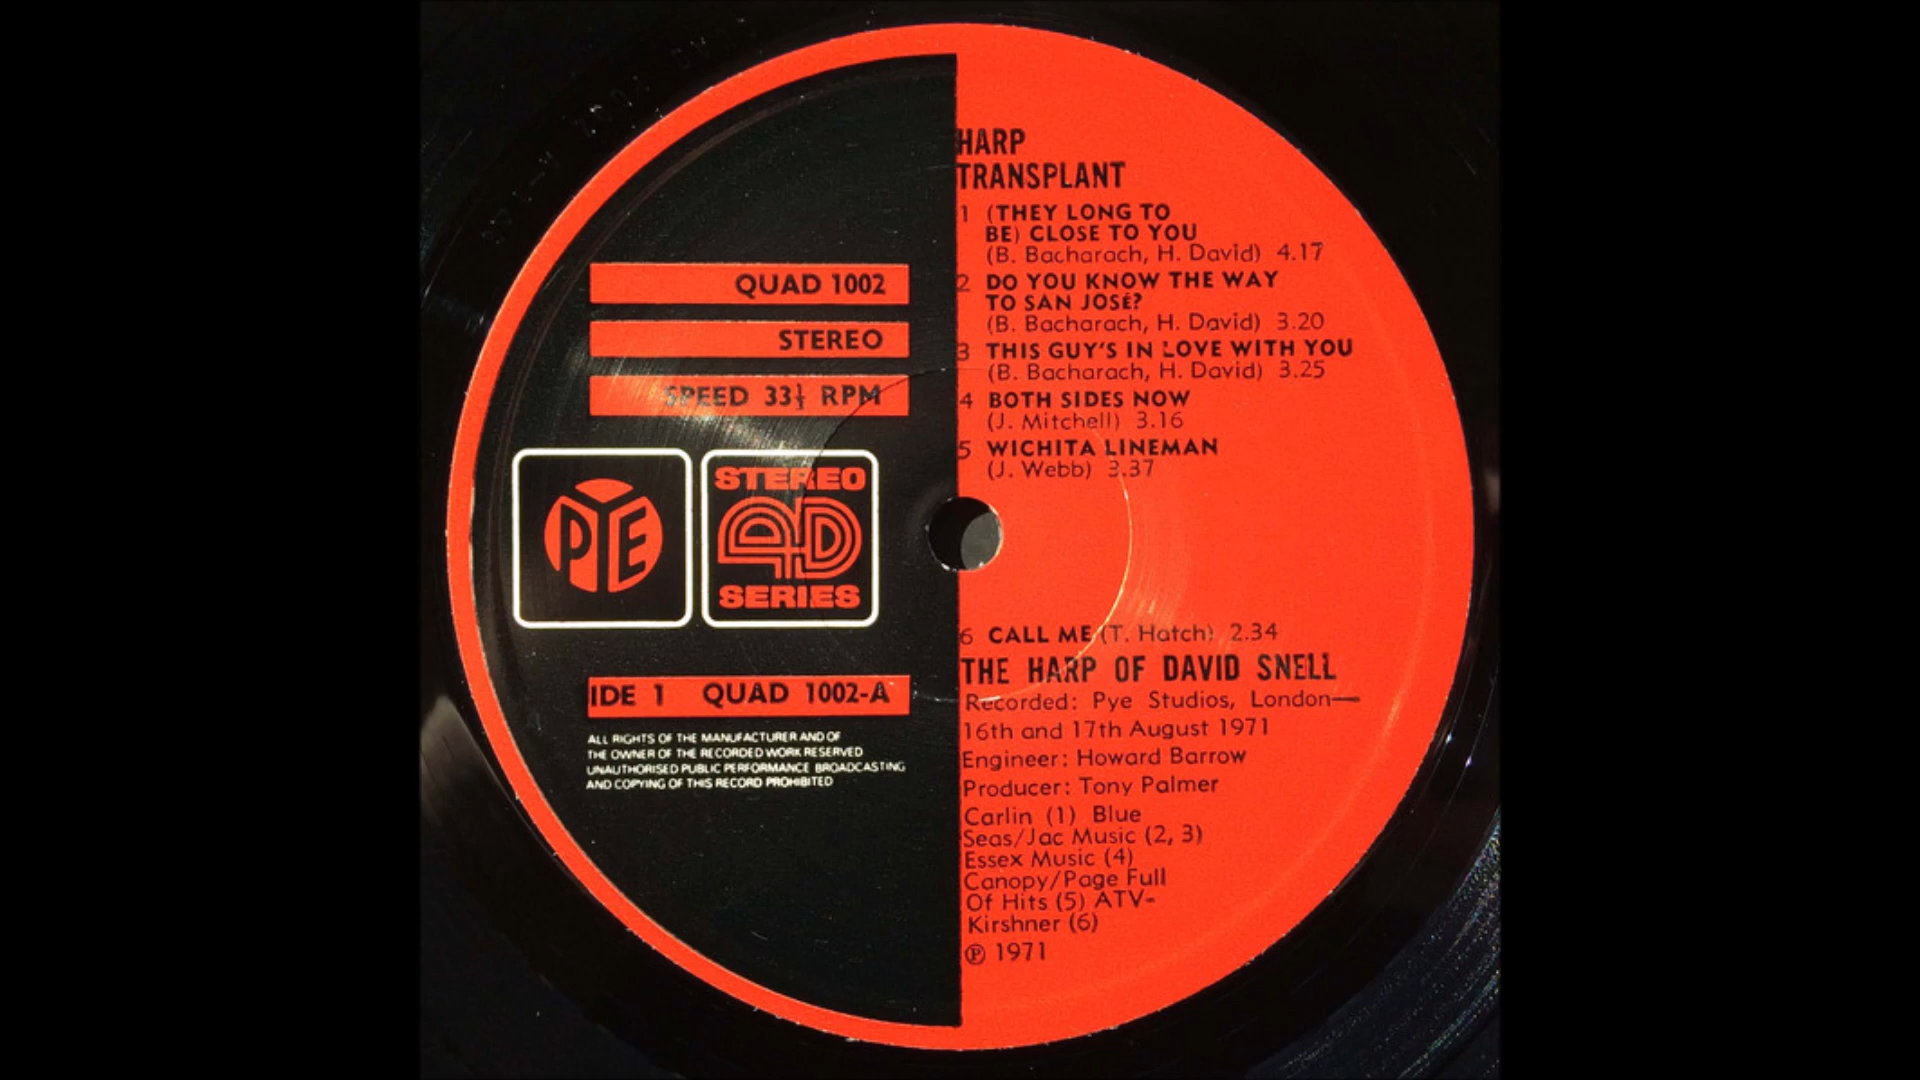 HARP
TRANSPLANT
1 (THEY LONG TO
BE) CLOSE TO YOU
(B. Bacharach, H. David) 4.17
2 DO YOU KNOW THE WAY
TO SAN JOSÉ?
(B. Bacharach, H. David) 3.20
3 THIS GUY'S IN LOVE WITH YOU
(B. Bacharach, H. David) 3.25
4 BOTH SIDES NOW
(J. Mitchell) 3.16
5 WICHITA LINEMAN
(J. Webb) 3.37
6 CALL ME (T. Hatch) 2.34
THE HARP OF DAVID SNELL
Recorded: Pye Studios, London—
16th and 17th August 1971
Engineer: Howard Barrow
Producer: Tony Palmer
Carlin (1) Blue
Seas/Jac Music (2, 3)
Essex Music (4)
Canopy/Page Full
Of Hits (5) ATV-
Kirshner (6)
℗ 1971
QUAD 1002
STEREO
SPEED 33⅓ RPM
PYE
STEREO
4D
SERIES
IDE 1 QUAD 1002-A
ALL RIGHTS OF THE MANUFACTURER AND OF
THE OWNER OF THE RECORDED WORK RESERVED
UNAUTHORISED PUBLIC PERFORMANCE BROADCASTING
AND COPYING OF THIS RECORD PROHIBITED